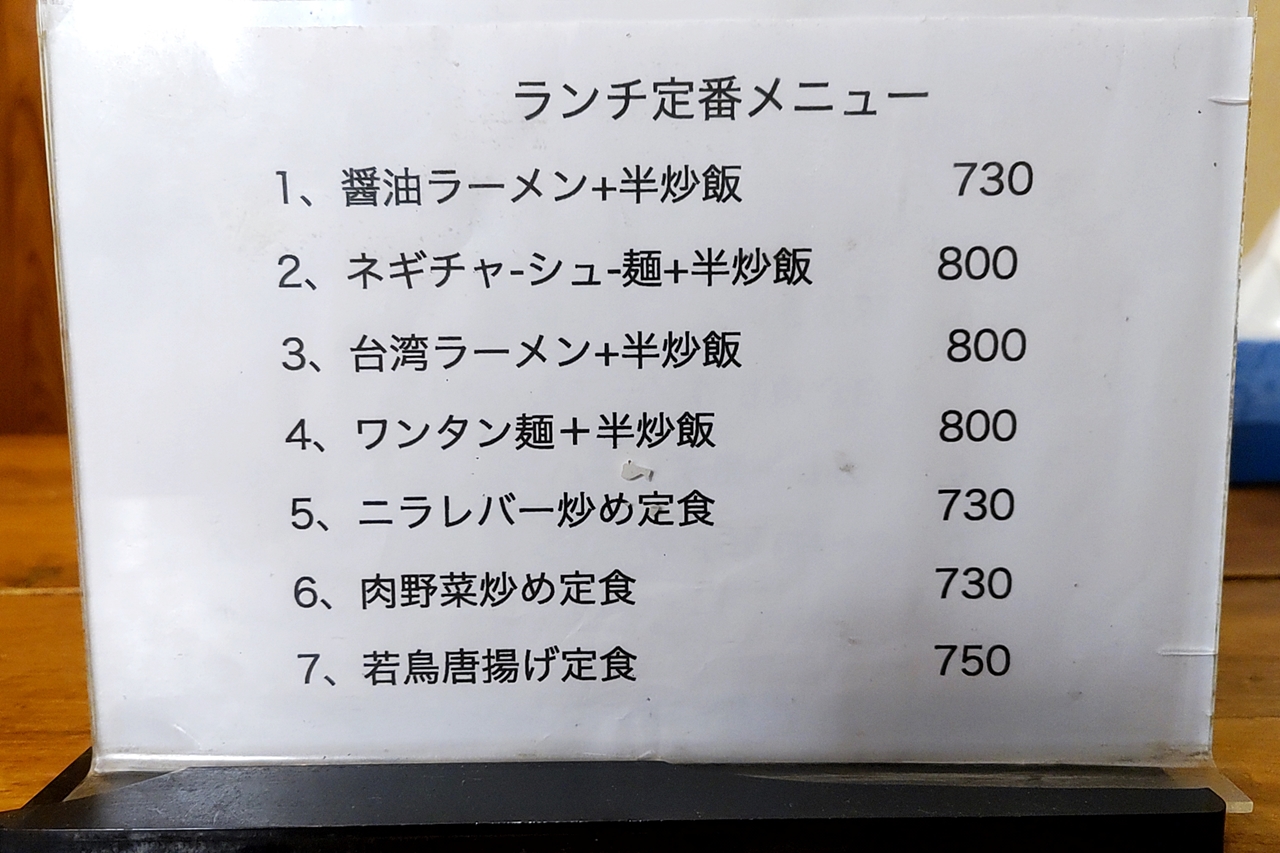 ランチ定番メニュー
1、醤油ラーメン+半炒飯 730
2、ネギチャ-シュ-麺+半炒飯 800
3、台湾ラーメン+半炒飯 800
4、ワンタン麺＋半炒飯 800
5、ニラレバー炒め定食 730
6、肉野菜炒め定食 730
7、若鳥唐揚げ定食 750